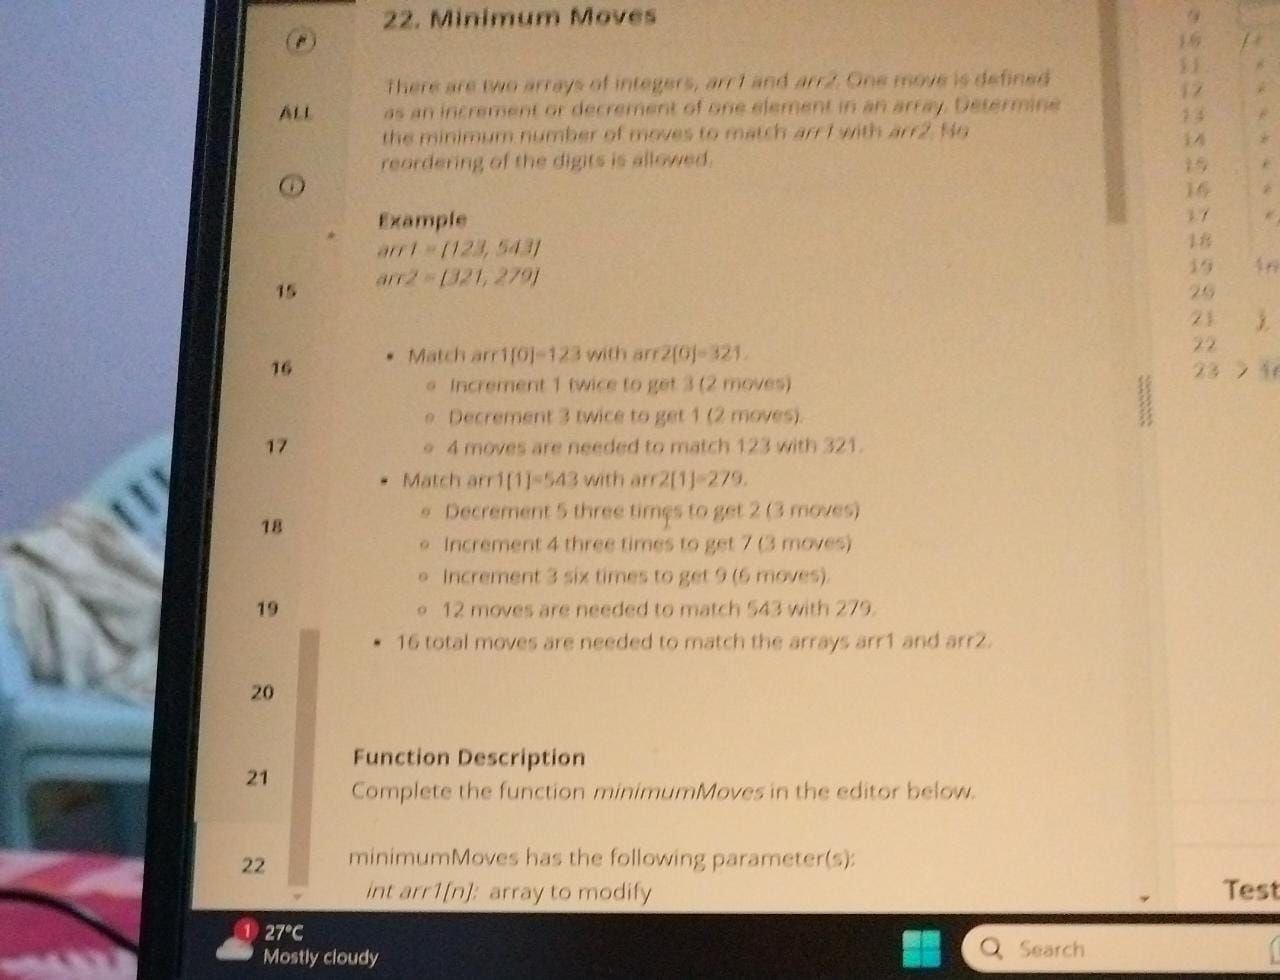 22. Minimum Moves
ALL
There are two arrays of integers, arr1 and arr2. One move is defined
as an increment or decrement of one element in an array. Determine
the minimum number of moves to match arr1 with arr2. No
reordering of the digits is allowed.
Example
arr1 = [123, 543]
arr2 = [321, 279]
• Match arr1[0]=123 with arr2[0]=321.
◦ Increment 1 twice to get 3 (2 moves)
◦ Decrement 3 twice to get 1 (2 moves).
◦ 4 moves are needed to match 123 with 321.
• Match arr1[1]=543 with arr2[1]=279.
◦ Decrement 5 three times to get 2 (3 moves)
◦ Increment 4 three times to get 7 (3 moves)
◦ Increment 3 six times to get 9 (6 moves).
◦ 12 moves are needed to match 543 with 279.
• 16 total moves are needed to match the arrays arr1 and arr2.
Function Description
Complete the function minimumMoves in the editor below.
minimumMoves has the following parameter(s):
int arr1[n]: array to modify
15
16
17
18
19
20
21
22
9
10
11
12
13
14
15
16
17
18
19
20
21
22
23
Test
1
27°C
Mostly cloudy
Search